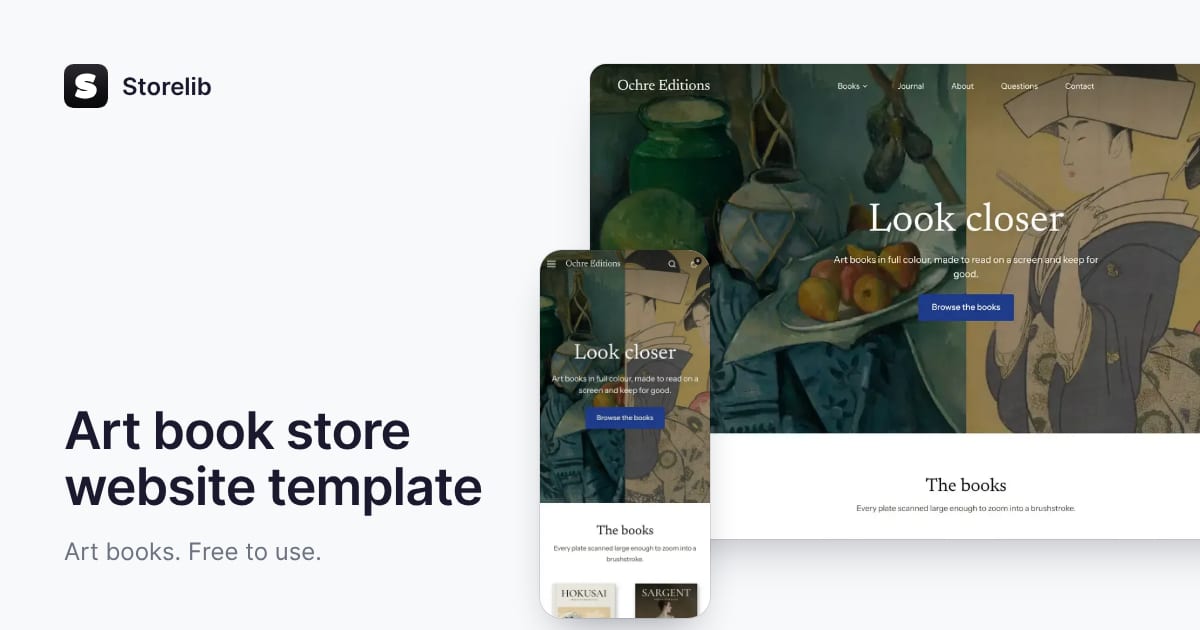 Storelib
Art book store
website template
Art books. Free to use.
Ochre Editions
Books
Journal
About
Questions
Contact
Look closer
Art books in full colour, made to read on a screen and keep for
good.
Browse the books
The books
Every plate scanned large enough to zoom into a brushstroke.
Ochre Editions
Look closer
Art books in full colour, made to read on a
screen and keep for good.
Browse the books
The books
Every plate scanned large enough to zoom into a
brushstroke.
HOKUSAI
SARGENT